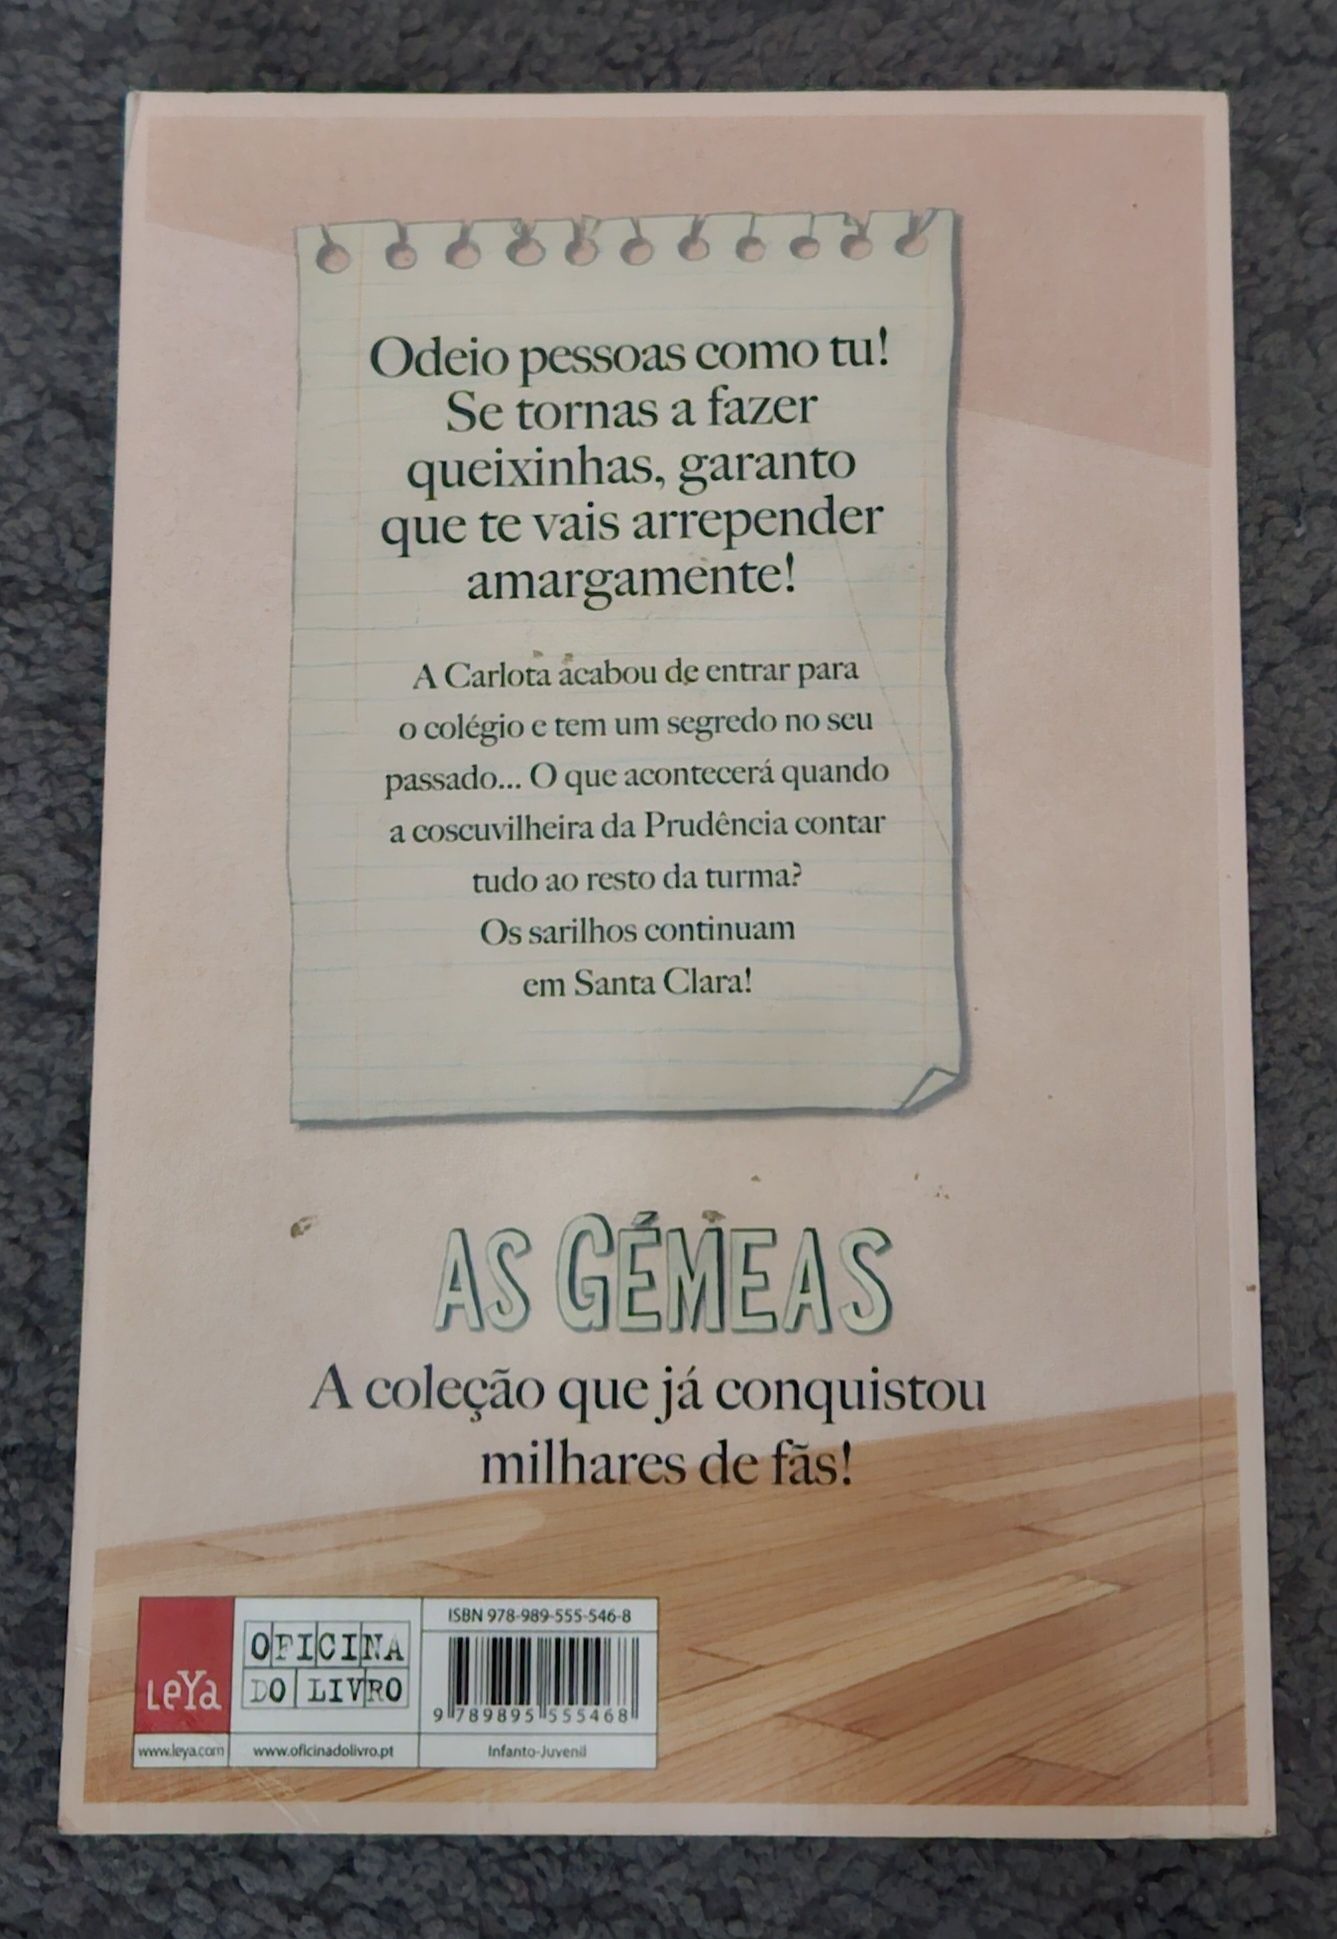 Odeio pessoas como tu!
Se tornas a fazer
queixinhas, garanto
que te vais arrepender
amargamente!
A Carlota acabou de entrar para
o colégio e tem um segredo no seu
passado... O que acontecerá quando
a coscuvilheira da Prudência contar
tudo ao resto da turma?
Os sarilhos continuam
em Santa Clara!
AS GÉMEAS
A coleção que já conquistou
milhares de fãs!
LEYA
www.leya.com
OFICINA
DO LIVRO
www.oficinadolivro.pt
ISBN 978-989-555-546-8
9 789895 555468
Infanto-Juvenil